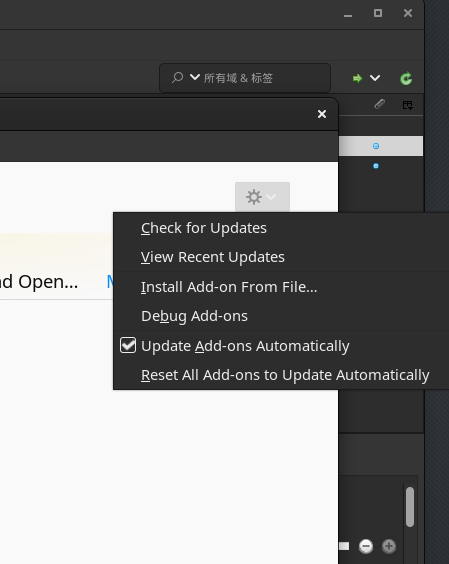 所有域 & 标签
Check for Updates
View Recent Updates
nd Open...
Install Add-on From File...
Debug Add-ons
Update Add-ons Automatically
Reset All Add-ons to Update Automatically